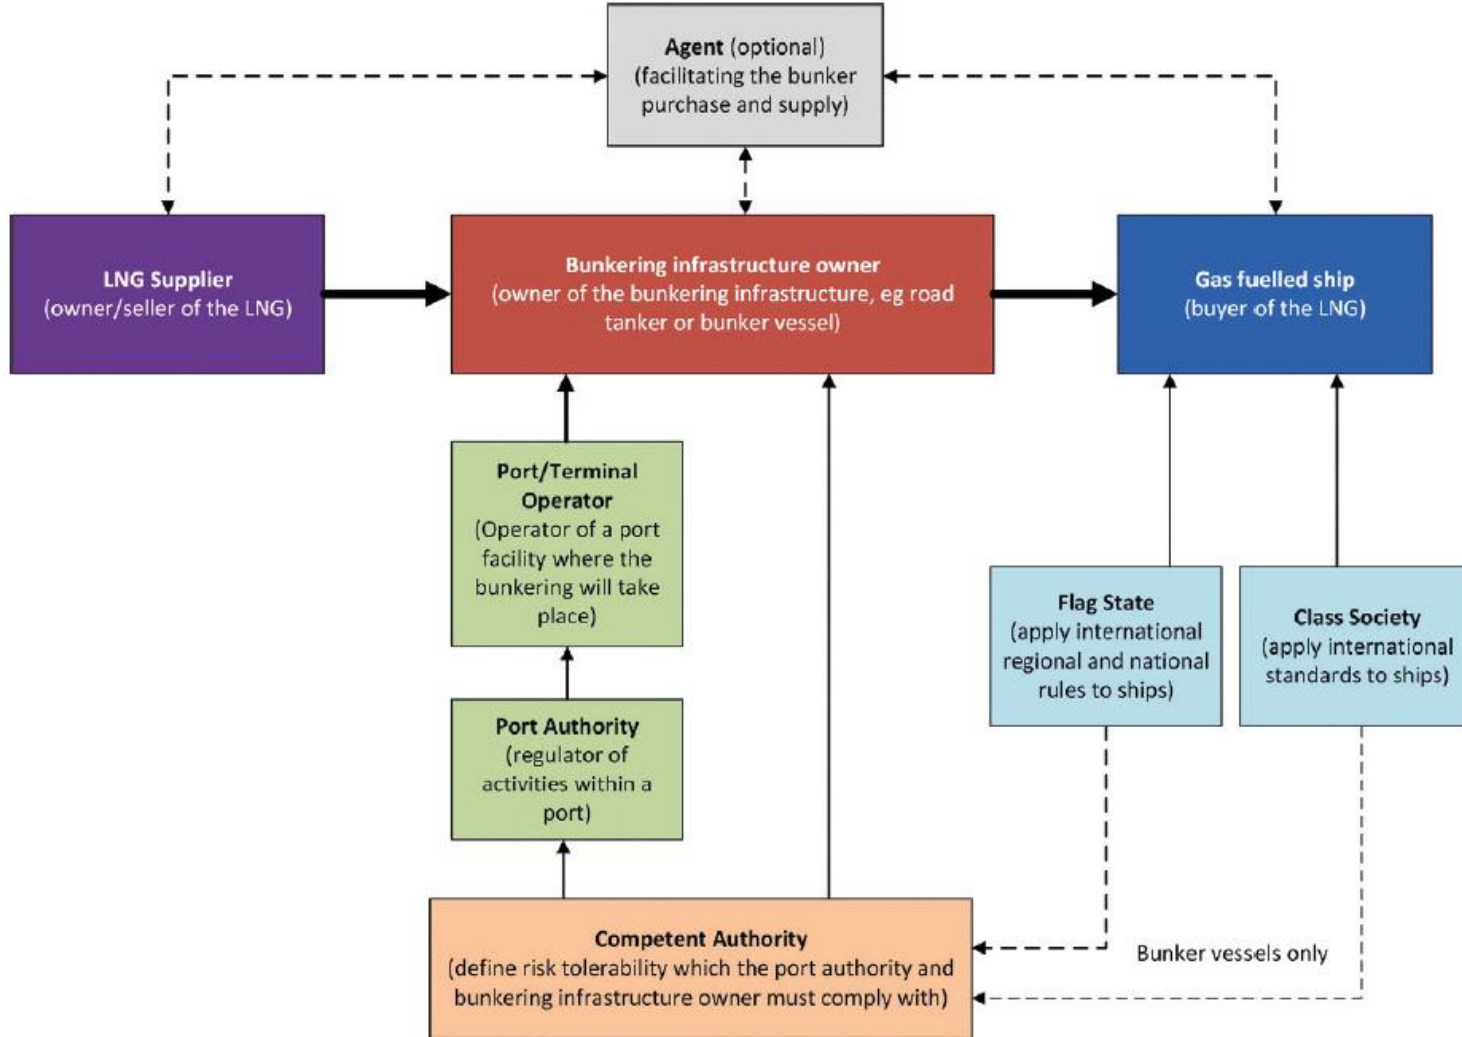 Agent (optional)
(facilitating the bunker
purchase and supply)
LNG Supplier
(owner/seller of the LNG)
Bunkering infrastructure owner
(owner of the bunkering infrastructure, eg road
tanker or bunker vessel)
Gas fuelled ship
(buyer of the LNG)
Port/Terminal
Operator
(Operator of a port
facility where the
bunkering will take
place)
Flag State
(apply international
regional and national
rules to ships)
Class Society
(apply international
standards to ships)
Port Authority
(regulator of
activities within a
port)
Competent Authority
(define risk tolerability which the port authority and
bunkering infrastructure owner must comply with)
Bunker vessels only